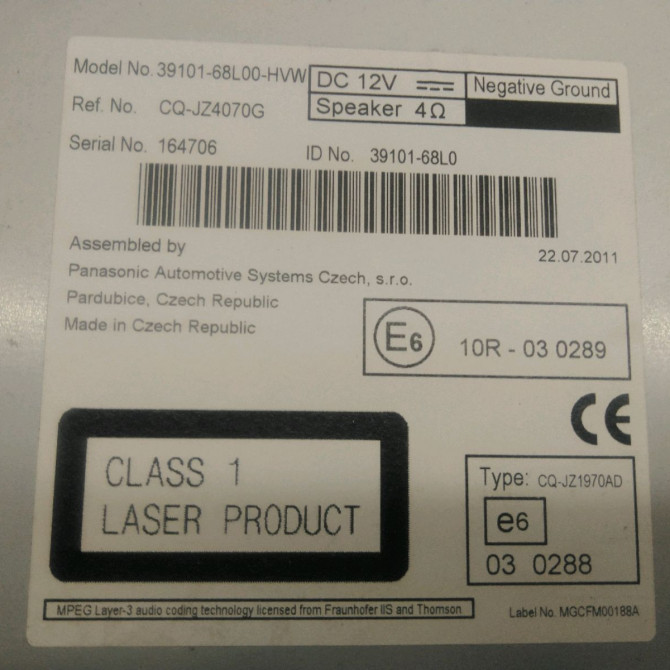 Model No. 39101-68L00-HVW
DC 12V
Negative Ground
Ref. No. CQ-JZ4070G
Speaker 4Ω
Serial No. 164706
ID No. 39101-68L0
Assembled by
22.07.2011
Panasonic Automotive Systems Czech, s.r.o.
Pardubice, Czech Republic
Made in Czech Republic
E6
10R - 03 0289
CE
CLASS 1
LASER PRODUCT
Type: CQ-JZ1970AD
e6
03 0288
MPEG Layer-3 audio coding technology licensed from Fraunhofer IIS and Thomson
Label No. MGCFM00188A